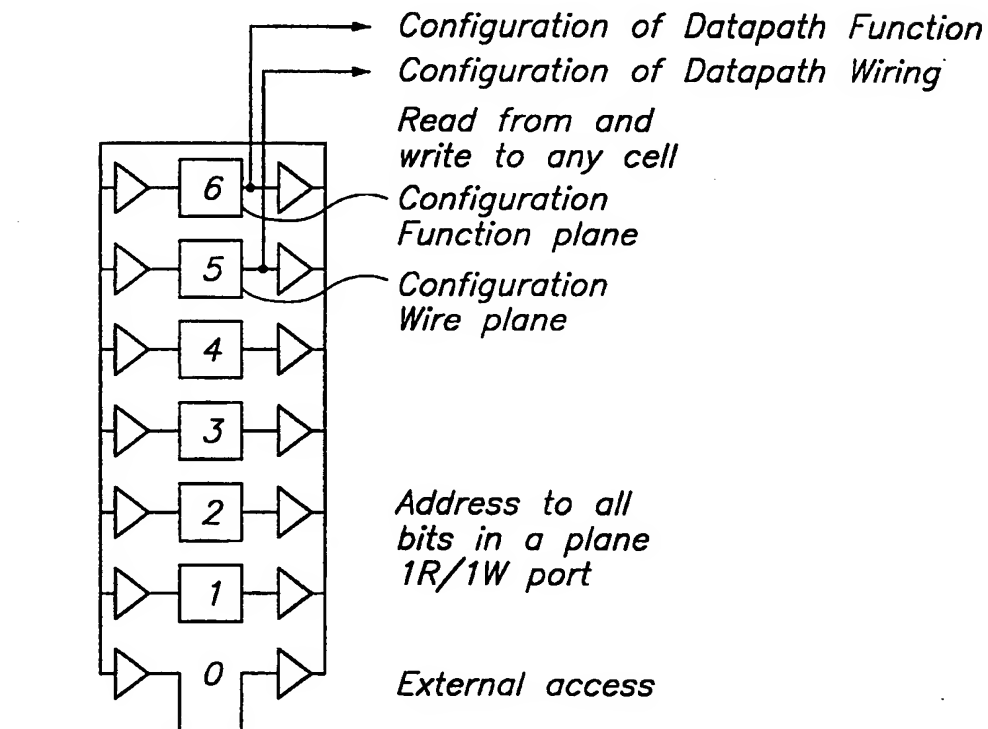 Configuration of Datapath Function
Configuration of Datapath Wiring
Read from and
write to any cell
6
Configuration
Function plane
5
Configuration
Wire plane
4
3
2
Address to all
bits in a plane
1R/1W port
1
0
External access